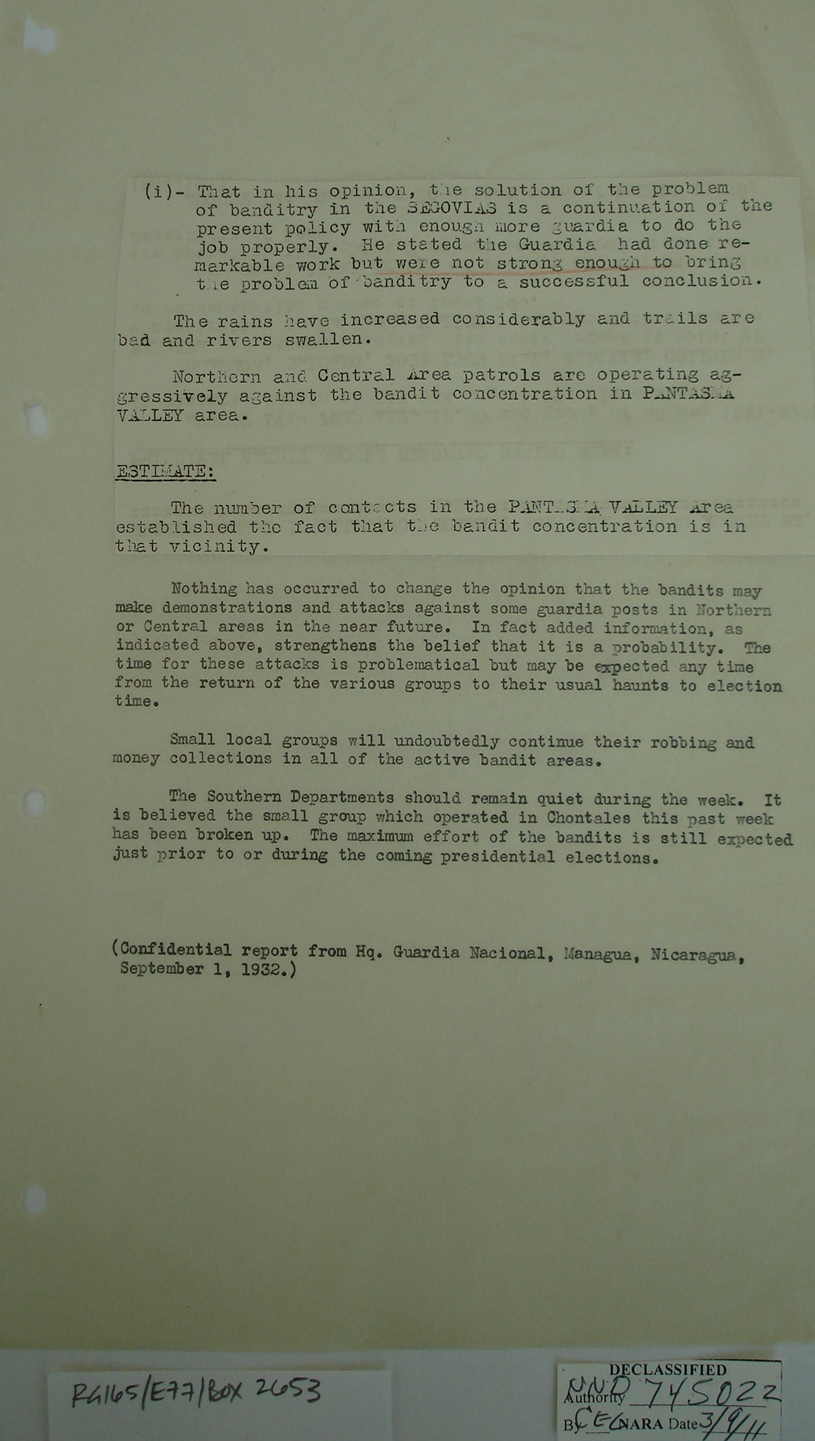 (i)- That in his opinion, the solution of the problem
of banditry in the SEGOVIAS is a continuation of the
present policy with enough more guardia to do the
job properly. He stated the Guardia had done re-
markable work but were not strong enough to bring
the problem of banditry to a successful conclusion.
The rains have increased considerably and trails are
bad and rivers swallen.
Northern and Central Area patrols are operating ag-
gressively against the bandit concentration in PANTASMA
VALLEY area.
ESTIMATE:
The number of contacts in the PANTASMA VALLEY Area
established the fact that the bandit concentration is in
that vicinity.
Nothing has occurred to change the opinion that the bandits may
make demonstrations and attacks against some guardia posts in Northern
or Central areas in the near future. In fact added information, as
indicated above, strengthens the belief that it is a probability. The
time for these attacks is problematical but may be expected any time
from the return of the various groups to their usual haunts to election
time.
Small local groups will undoubtedly continue their robbing and
money collections in all of the active bandit areas.
The Southern Departments should remain quiet during the week. It
is believed the small group which operated in Chontales this past week
has been broken up. The maximum effort of the bandits is still expected
just prior to or during the coming presidential elections.
(Confidential report from Hq. Guardia Nacional, Managua, Nicaragua,
September 1, 1932.)
RG165/E77/BOX 2653
DECLASSIFIED
Authority NND 745022
By CEG NARA Date 3/9/11